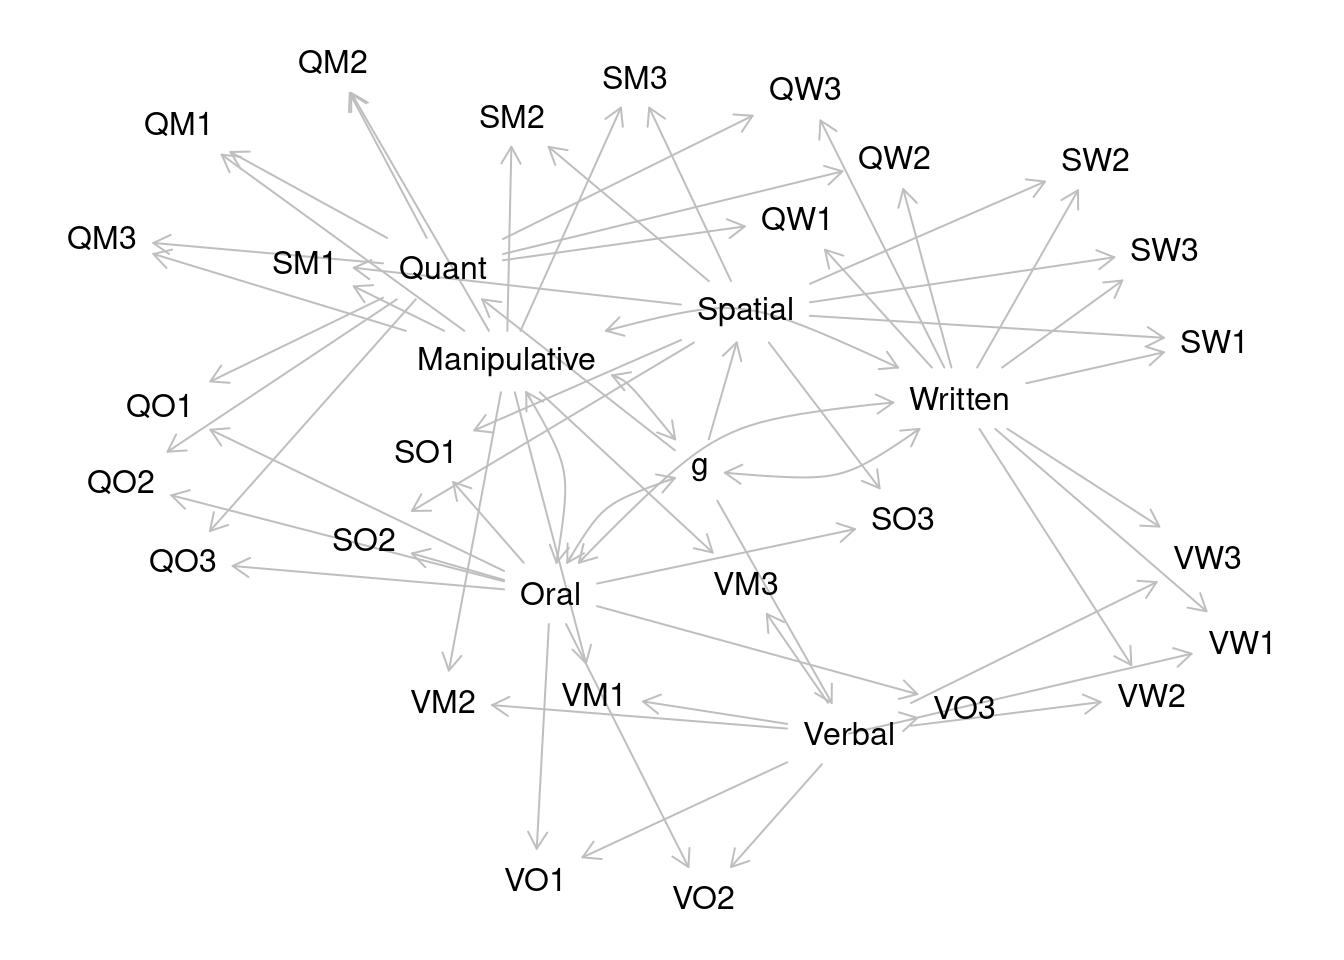 QM2
SM3
QW3
SM2
QM1
QW2
SW2
QW1
QM3
SW3
SM1
Quant
Spatial
SW1
Manipulative
Written
QO1
SO1
g
QO2
SO3
SO2
VW3
QO3
VM3
Oral
VW1
VM1
VW2
VM2
VO3
Verbal
VO1
VO2